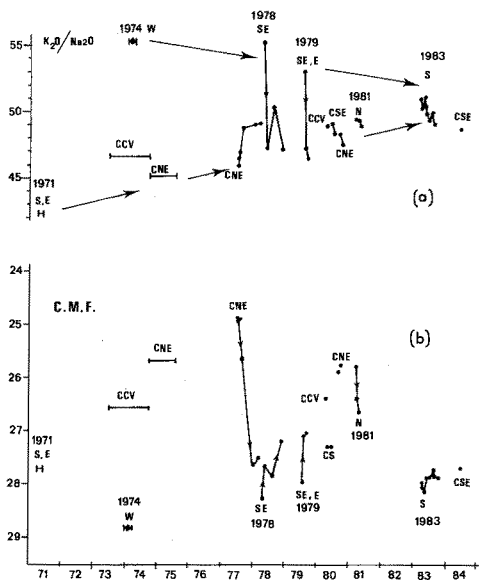 K2O/Na2O
1974 W
1978
SE
1979
SE,E
1983
S
55
50
45
CCV
CNE
1971
S,E
CNE
CCV
CSE
1981
N
CNE
CSE
(a)
24
25
26
27
28
29
C.M.F.
(b)
CNE
CNE
CCV
CNE
CCV
N
1981
CS
1971
S,E
1974
W
SE
1978
SE,E
1979
S
1983
CSE
71 72 73 74 75 76 77 78 79 80 81 82 83 84